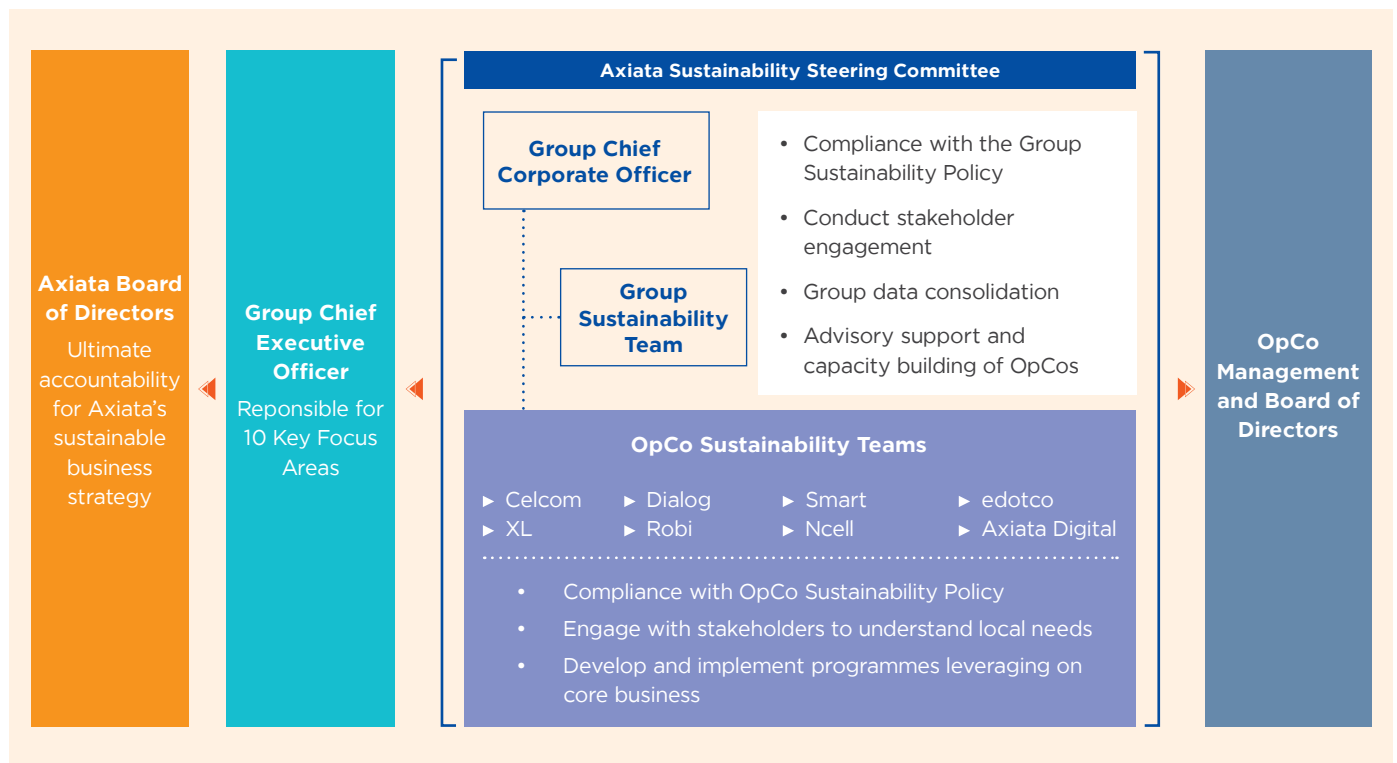 Axiata Board
of Directors
Ultimate
accountability
for Axiata's
sustainable
business
strategy
Group Chief
Executive
Officer
Reponsible for
10 Key Focus
Areas
Axiata Sustainability Steering Committee
Group Chief
Corporate Officer
Group
Sustainability
Team
• Compliance with the Group
Sustainability Policy
• Conduct stakeholder
engagement
• Group data consolidation
• Advisory support and
capacity building of OpCos
OpCo Sustainability Teams
► Celcom ► Dialog ► Smart ► edotco
► XL ► Robi ► Ncell ► Axiata Digital
• Compliance with OpCo Sustainability Policy
• Engage with stakeholders to understand local needs
• Develop and implement programmes leveraging on
core business
OpCo
Management
and Board of
Directors